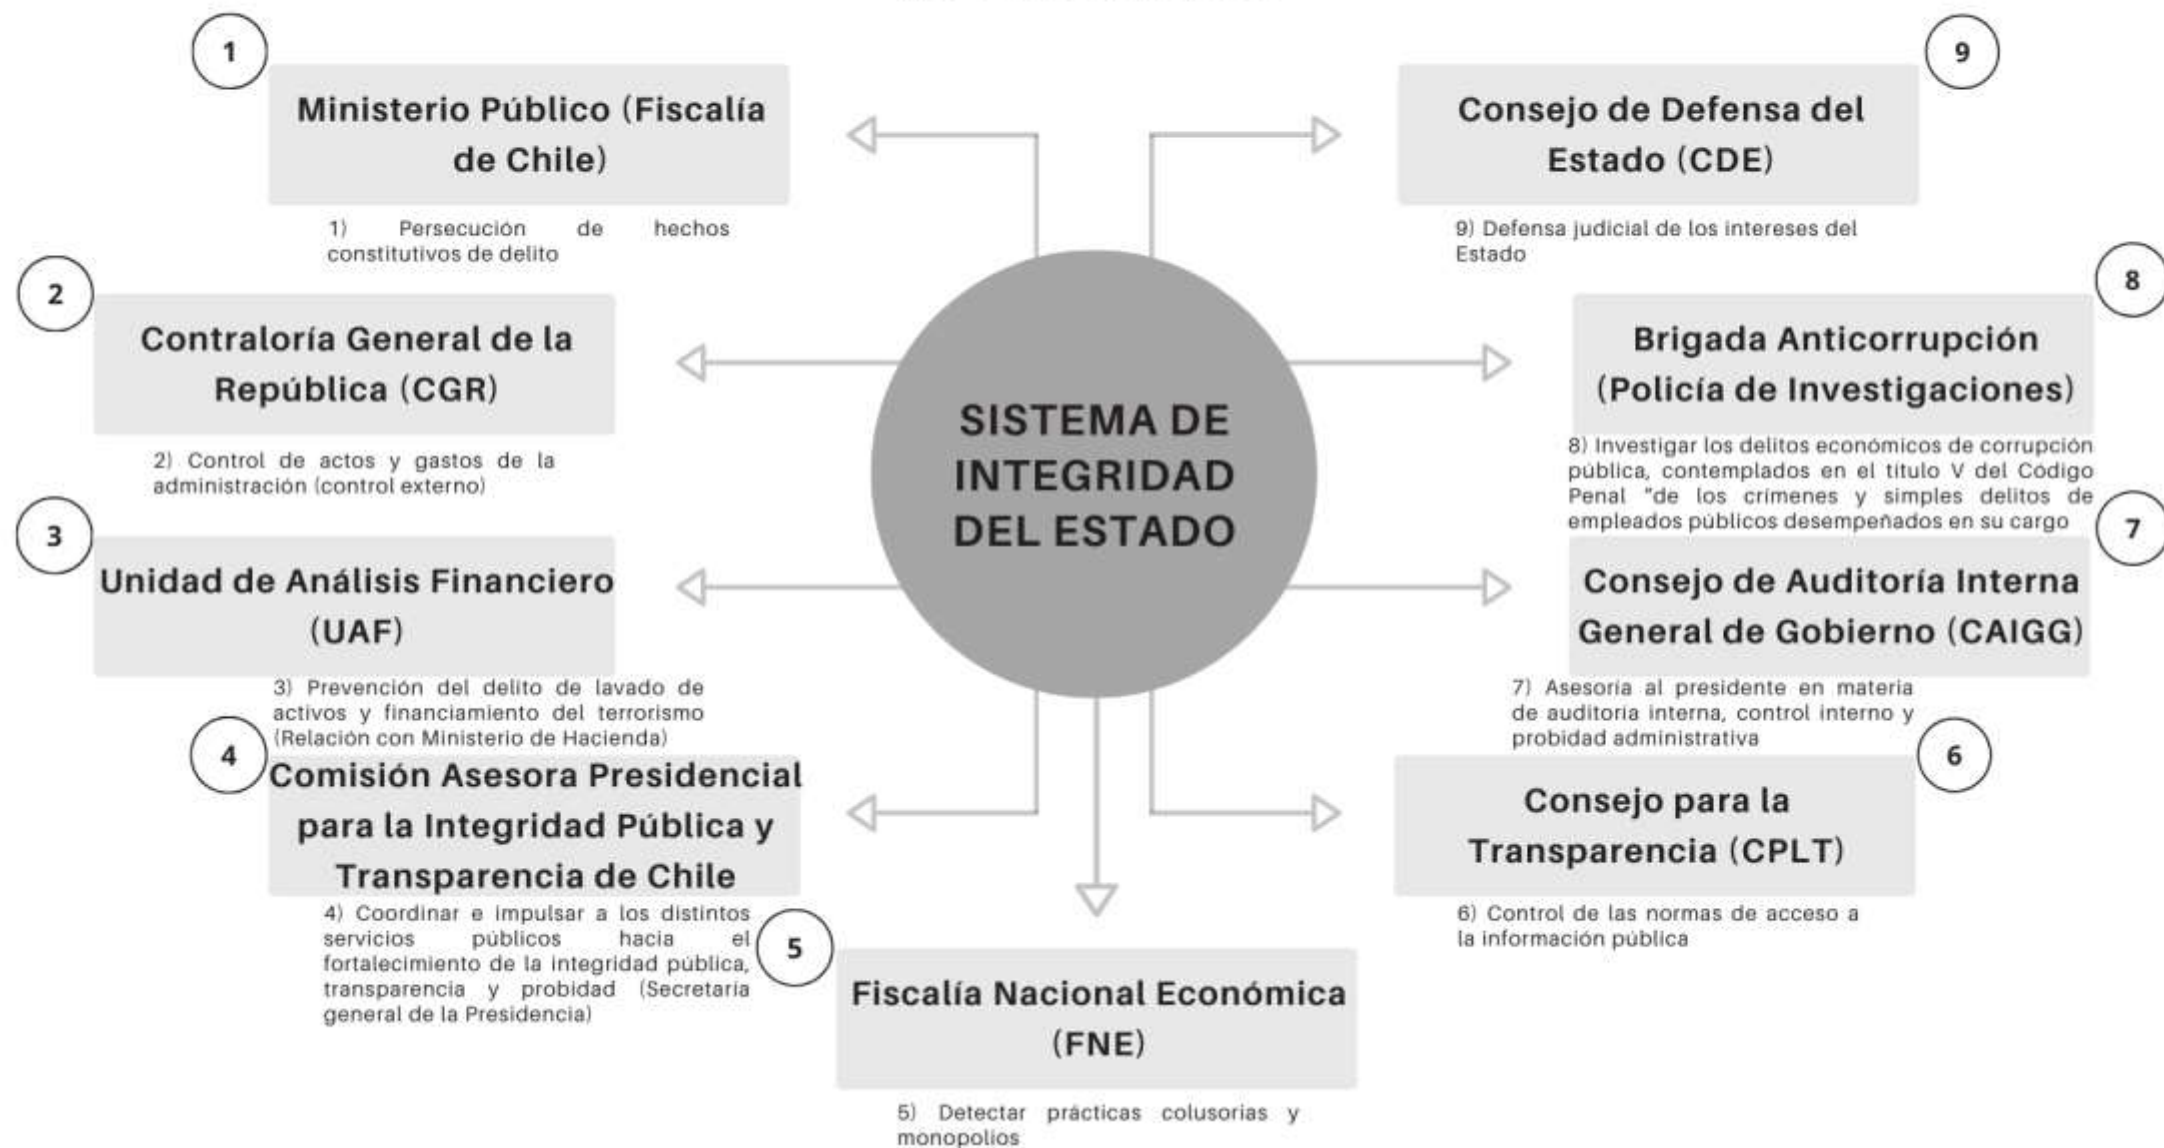 1
Ministerio Público (Fiscalía
de Chile)
1) Persecución de hechos
constitutivos de delito
2
Contraloría General de la
República (CGR)
2) Control de actos y gastos de la
administración (control externo)
3
Unidad de Análisis Financiero
(UAF)
3) Prevención del delito de lavado de
activos y financiamiento del terrorismo
(Relación con Ministerio de Hacienda)
4
Comisión Asesora Presidencial
para la Integridad Pública y
Transparencia de Chile
4) Coordinar e impulsar a los distintos
servicios públicos hacia el
fortalecimiento de la integridad pública,
transparencia y probidad (Secretaría
general de la Presidencia)
SISTEMA DE
INTEGRIDAD
DEL ESTADO
5
Fiscalía Nacional Económica
(FNE)
5) Detectar prácticas colusorias y
monopolios
9
Consejo de Defensa del
Estado (CDE)
9) Defensa judicial de los intereses del
Estado
8
Brigada Anticorrupción
(Policía de Investigaciones)
8) Investigar los delitos económicos de corrupción
pública, contemplados en el título V del Código
Penal "de los crímenes y simples delitos de
empleados públicos desempeñados en su cargo
7
Consejo de Auditoría Interna
General de Gobierno (CAIGG)
7) Asesoría al presidente en materia
de auditoría interna, control interno y
probidad administrativa
6
Consejo para la
Transparencia (CPLT)
6) Control de las normas de acceso a
la información pública